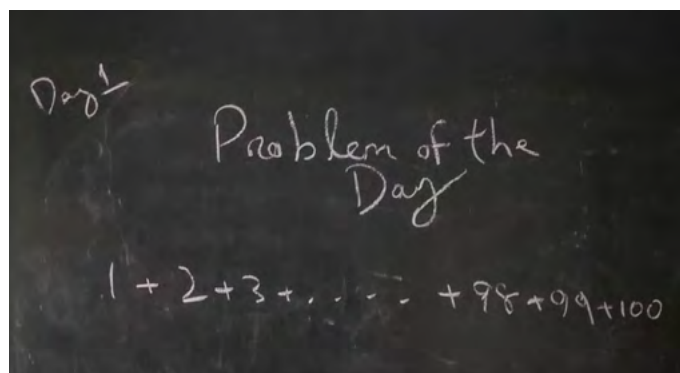 Day 1
Problem of the
Day
1 + 2 + 3 + ..... + 98 + 99 + 100